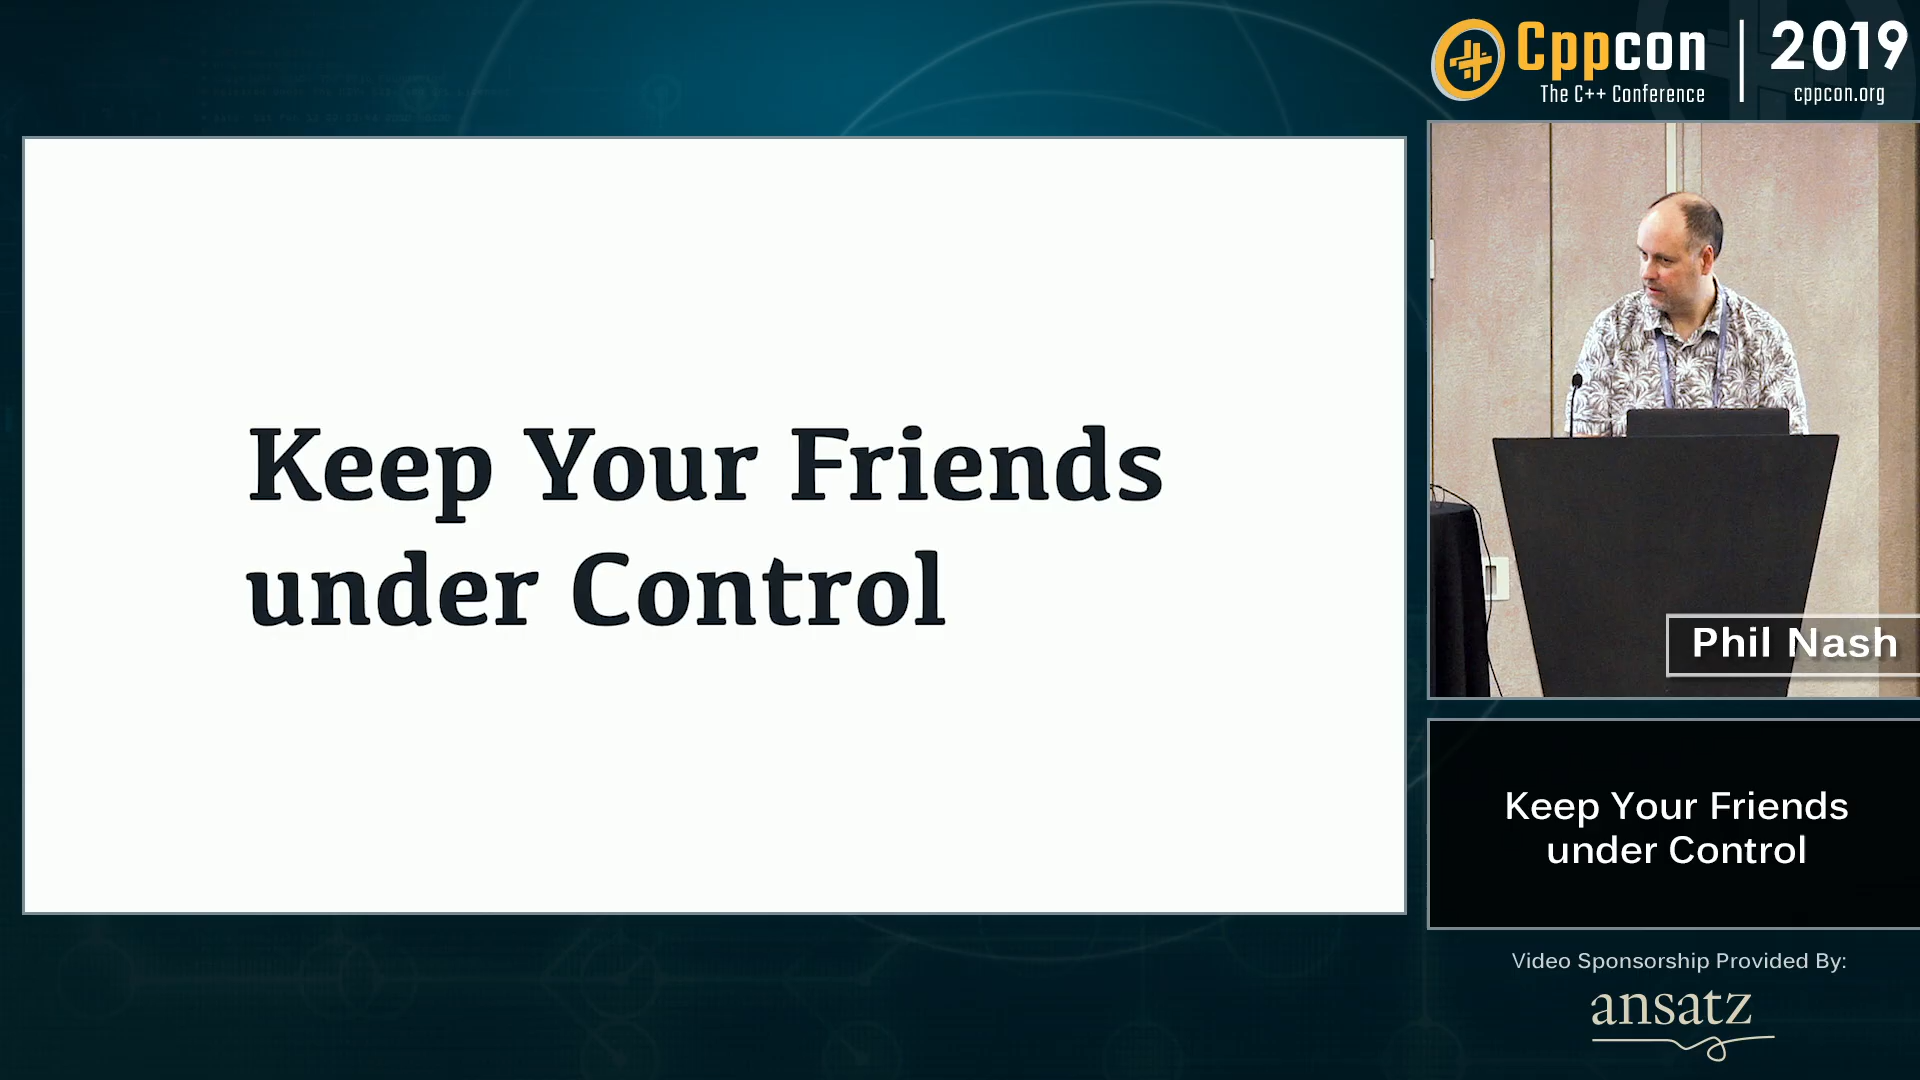 Cppcon
The C++ Conference
2019
cppcon.org
Keep Your Friends
under Control
Phil Nash
Keep Your Friends
under Control
Video Sponsorship Provided By:
ansatz